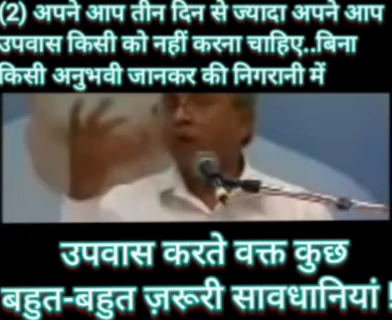 (2) अपने आप तीन दिन से ज्यादा अपने आप
उपवास किसी को नहीं करना चाहिए..बिना
किसी अनुभवी जानकर की निगरानी में
उपवास करते वक्त कुछ
बहुत-बहुत ज़रूरी सावधानियां !